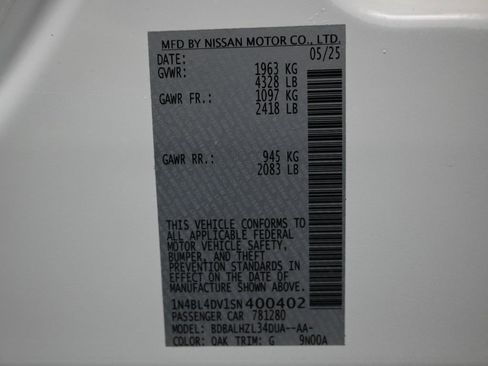 MFD BY NISSAN MOTOR CO., LTD.
DATE: 05/25
GVWR: 1963 KG
4328 LB
GAWR FR.: 1097 KG
2418 LB
GAWR RR.: 945 KG
2083 LB
THIS VEHICLE CONFORMS TO
ALL APPLICABLE FEDERAL
MOTOR VEHICLE SAFETY,
BUMPER, AND THEFT
PREVENTION STANDARDS IN
EFFECT ON THE DATE OF
MANUFACTURE SHOWN ABOVE.
1N4BL4DV1SN400402
PASSENGER CAR 781280
MODEL: BDBALHZL34DUA--AA-
COLOR: QAK TRIM: G 9N00A